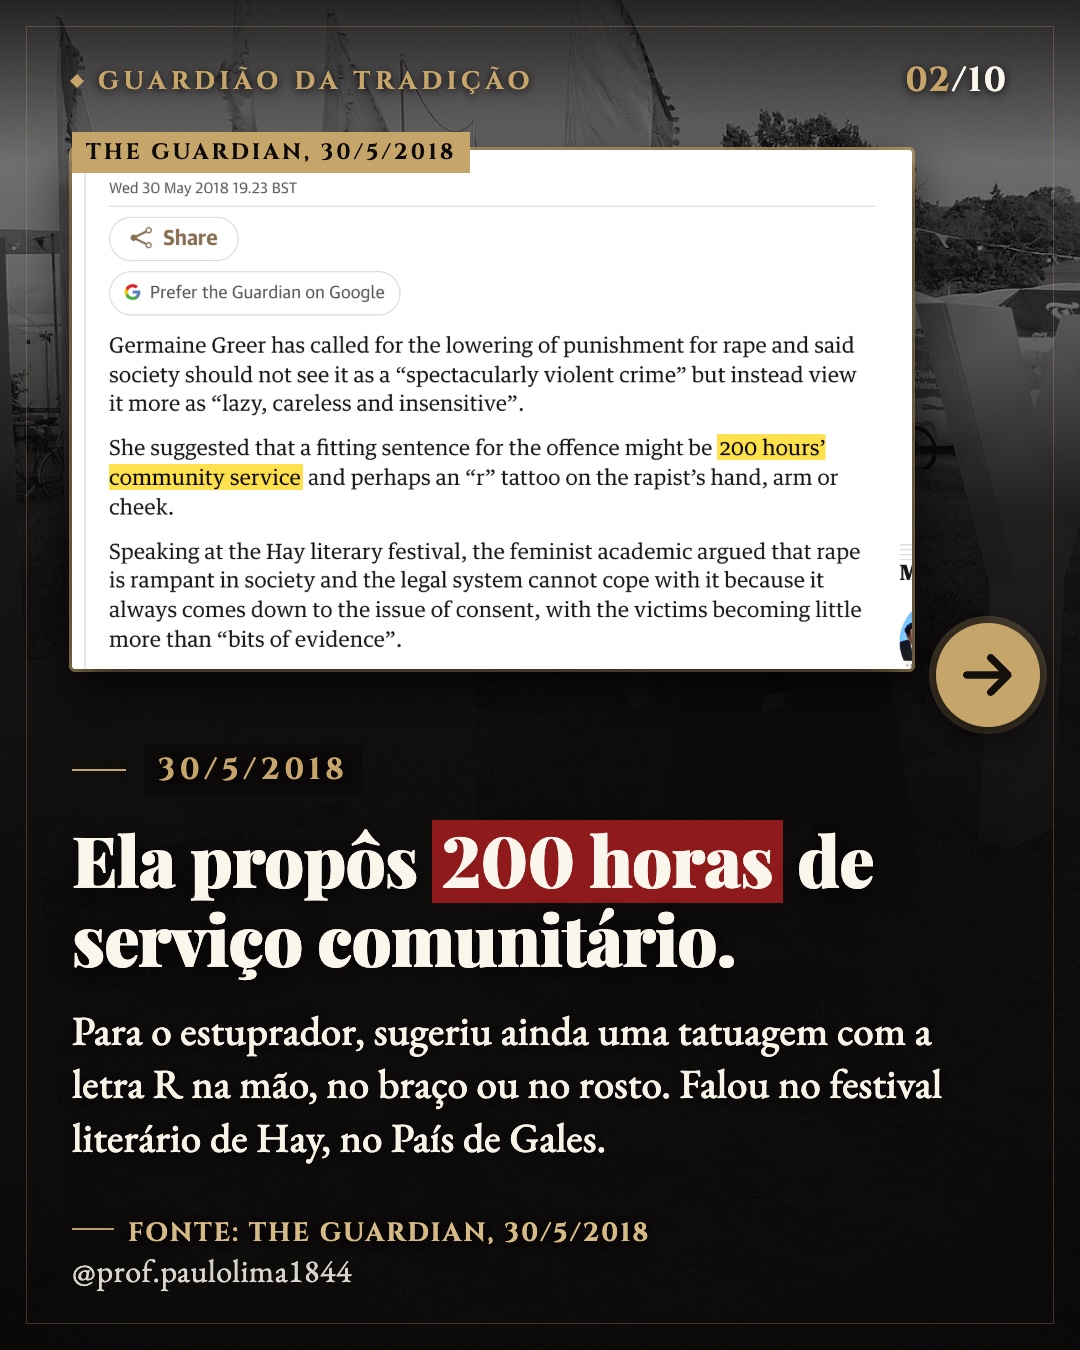 GUARDIÃO DA TRADIÇÃO
02/10
THE GUARDIAN, 30/5/2018
Wed 30 May 2018 19.23 BST
Share
Prefer the Guardian on Google
Germaine Greer has called for the lowering of punishment for rape and said
society should not see it as a “spectacularly violent crime” but instead view
it more as “lazy, careless and insensitive”.
She suggested that a fitting sentence for the offence might be 200 hours’
community service and perhaps an “r” tattoo on the rapist’s hand, arm or
cheek.
Speaking at the Hay literary festival, the feminist academic argued that rape
is rampant in society and the legal system cannot cope with it because it
always comes down to the issue of consent, with the victims becoming little
more than “bits of evidence”.
30/5/2018
Ela propôs 200 horas de
serviço comunitário.
Para o estuprador, sugeriu ainda uma tatuagem com a
letra R na mão, no braço ou no rosto. Falou no festival
literário de Hay, no País de Gales.
FONTE: THE GUARDIAN, 30/5/2018
@prof.paulolima1844